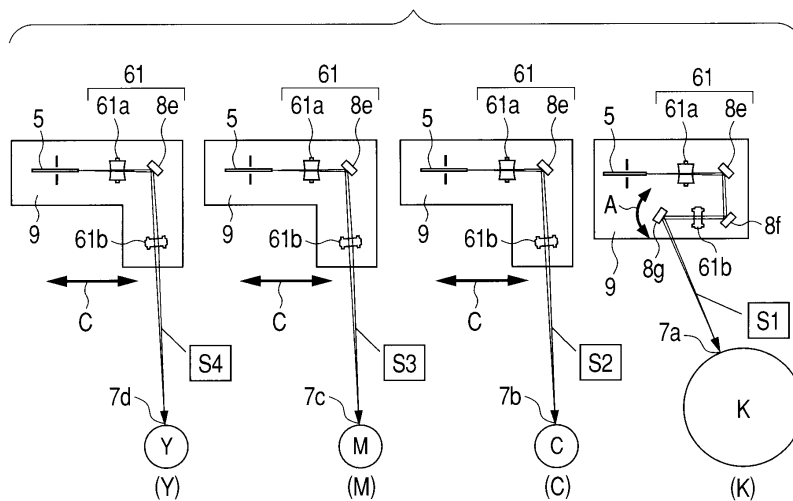 61 61 61 61
61a 8e 61a 8e 61a 8e 61a 8e
5 5 5 5
A
9 61b 9 61b 9 61b 9 8g 61b 8f
C C C
S4 S3 S2 S1
7d 7c 7b 7a
Y M C K
(Y) (M) (C) (K)